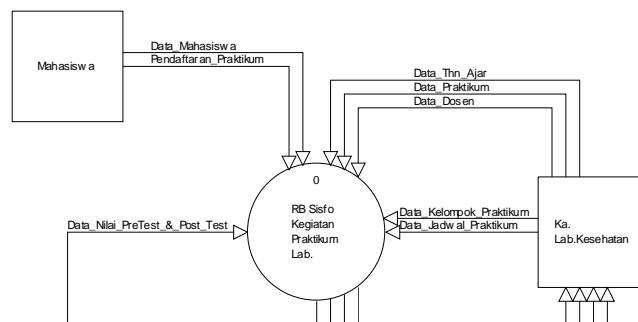 Data_Mahasiswa
Pendaftaran_Praktikum
Mahasiswa
Data_Thn_Ajar
Data_Praktikum
Data_Dosen
0
RB Sisfo
Kegiatan
Praktikum
Lab.
Data_Kelompok_Praktikum
Data_Jadwal_Praktikum
Ka.
Lab.Kesehatan
Data_Nilai_PreTest_&_Post_Test